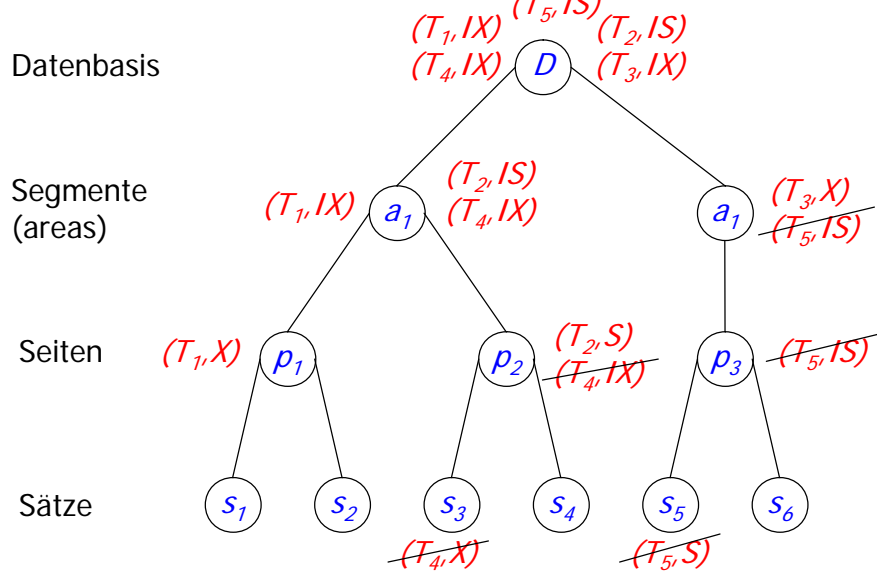 (T5, IS)
(T1, IX) (T2, IS)
Datenbasis (T4, IX) D (T3, IX)
Segmente (T2, IS) (T3, X)
(areas) (T1, IX) a1 (T4, IX) a1 (T5, IS)
Seiten (T1, X) p1 (T2, S) p2 (T4, IX) p3 (T5, IS)
Sätze s1 s2 s3 s4 s5 s6
(T4, X) (T5, S)